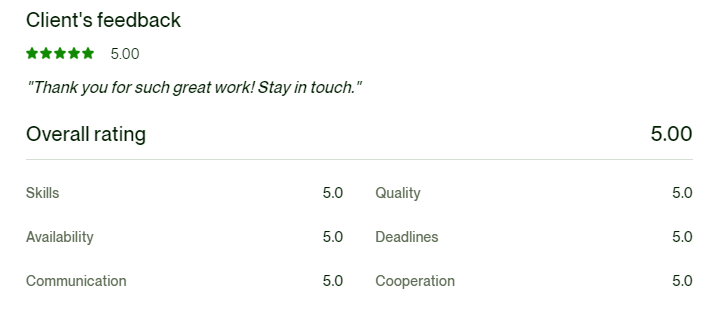 Client's feedback
5.00
"Thank you for such great work! Stay in touch."
Overall rating 5.00
Skills 5.0 Quality 5.0
Availability 5.0 Deadlines 5.0
Communication 5.0 Cooperation 5.0